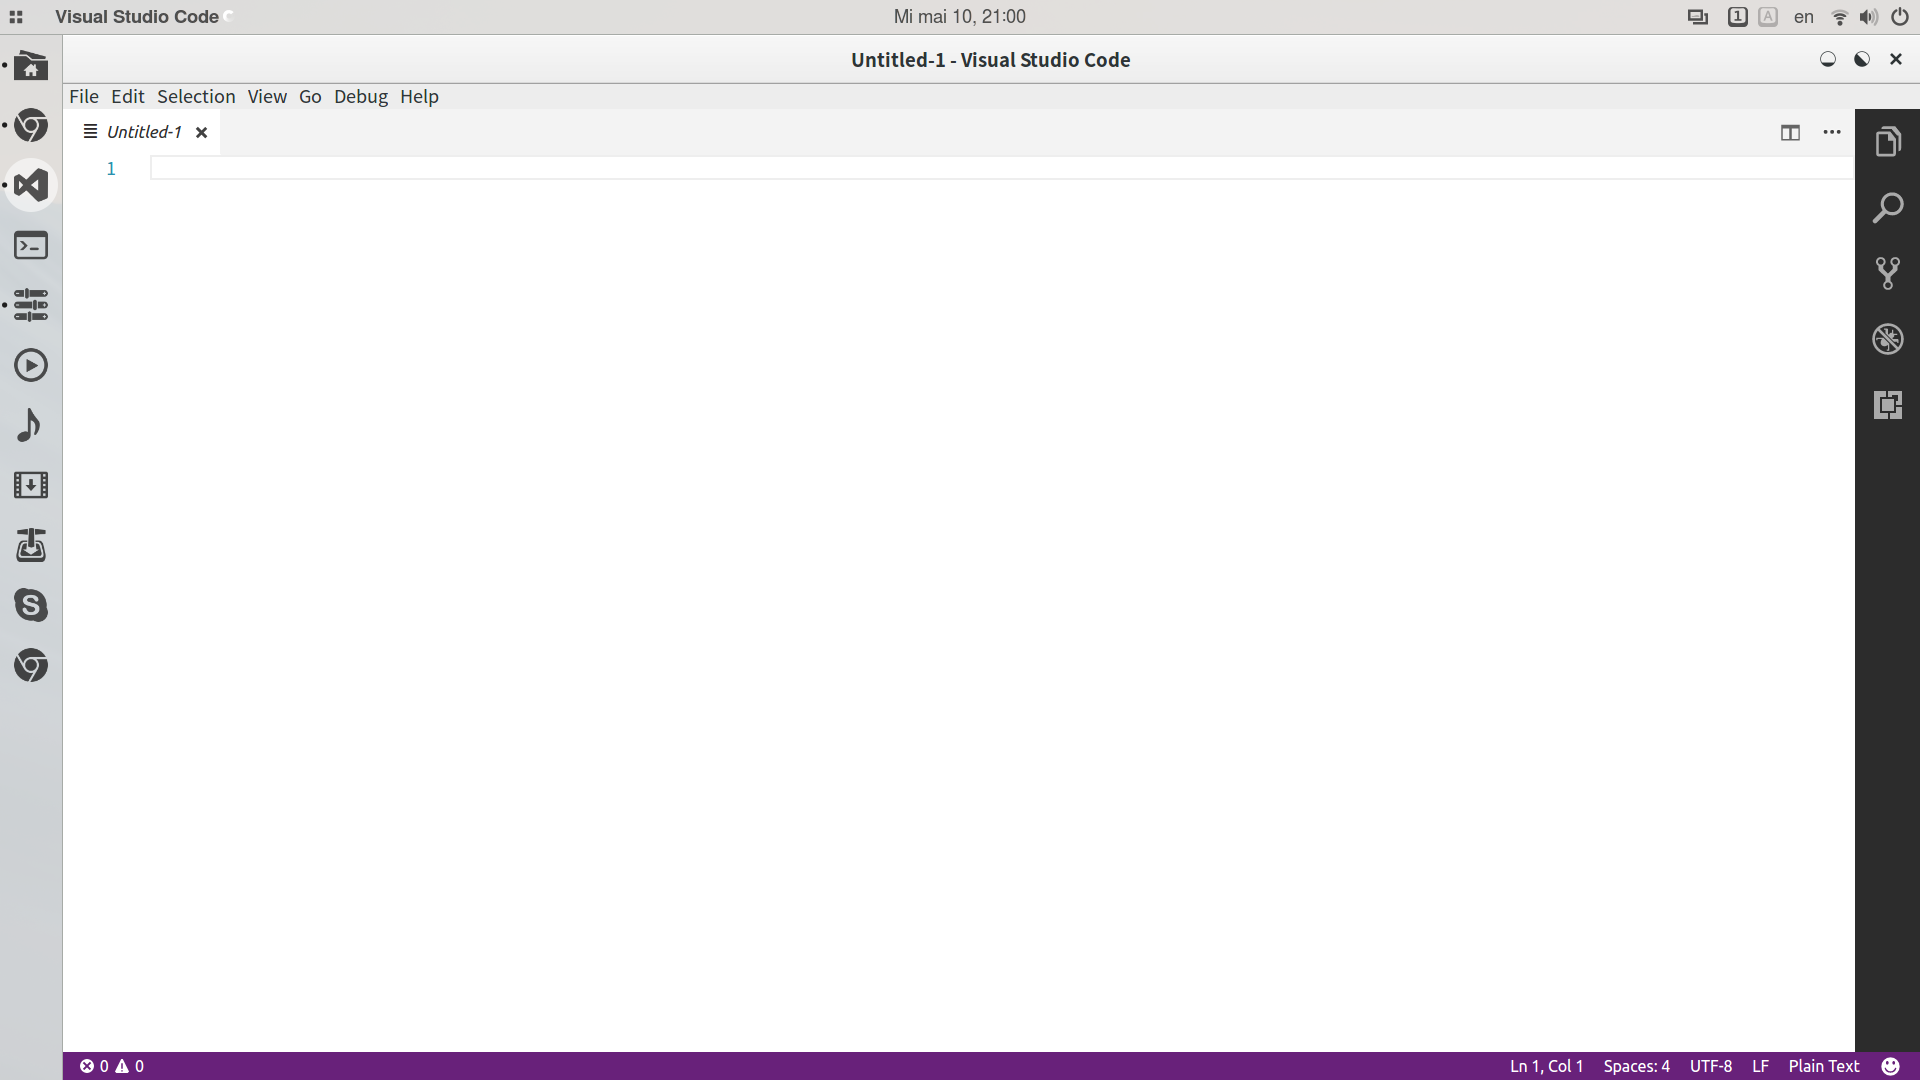 Visual Studio Code
Mi mai 10, 21:00
1
A
en
Untitled-1 - Visual Studio Code
File Edit Selection View Go Debug Help
Untitled-1
1
0 0
Ln 1, Col 1
Spaces: 4
UTF-8
LF
Plain Text